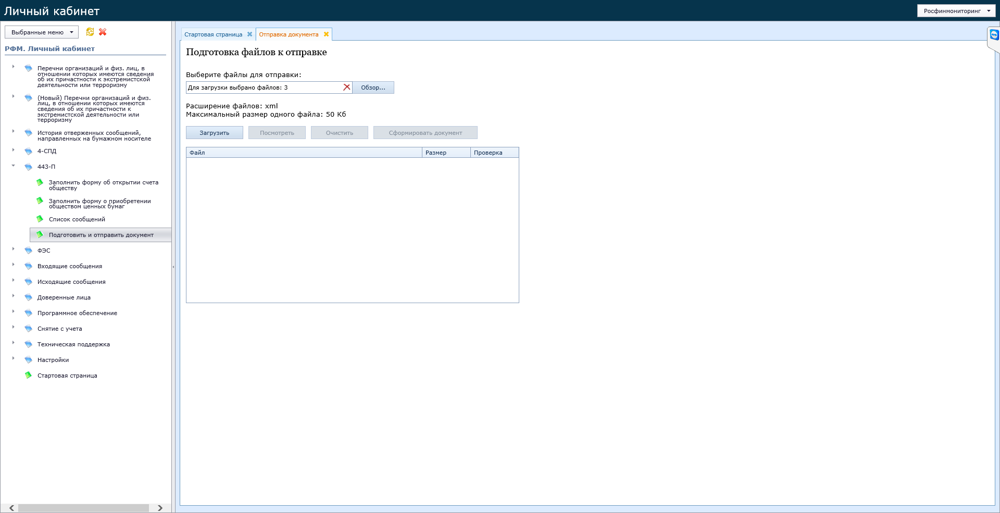 Личный кабинет
Росфинмониторинг
Выбранные меню
РФМ. Личный кабинет
Перечни организаций и физ. лиц, в
отношении которых имеются сведения
об их причастности к экстремистской
деятельности или терроризму
(Новый) Перечни организаций и физ.
лиц, в отношении которых имеются
сведения об их причастности к
экстремистской деятельности или
терроризму
История отверженных сообщений,
направленных на бумажном носителе
4-СПД
443-П
Заполнить форму об открытии счета
обществу
Заполнить форму о приобретении
обществом ценных бумаг
Список сообщений
Подготовить и отправить документ
ФЭС
Входящие сообщения
Исходящие сообщения
Доверенные лица
Программное обеспечение
Снятие с учета
Техническая поддержка
Настройки
Стартовая страница
Стартовая страница
Отправка документа
Подготовка файлов к отправке
Выберите файлы для отправки:
Для загрузки выбрано файлов: 3
Обзор...
Расширение файлов: xml
Максимальный размер одного файла: 50 Кб
Загрузить
Посмотреть
Очистить
Сформировать документ
Файл
Размер
Проверка